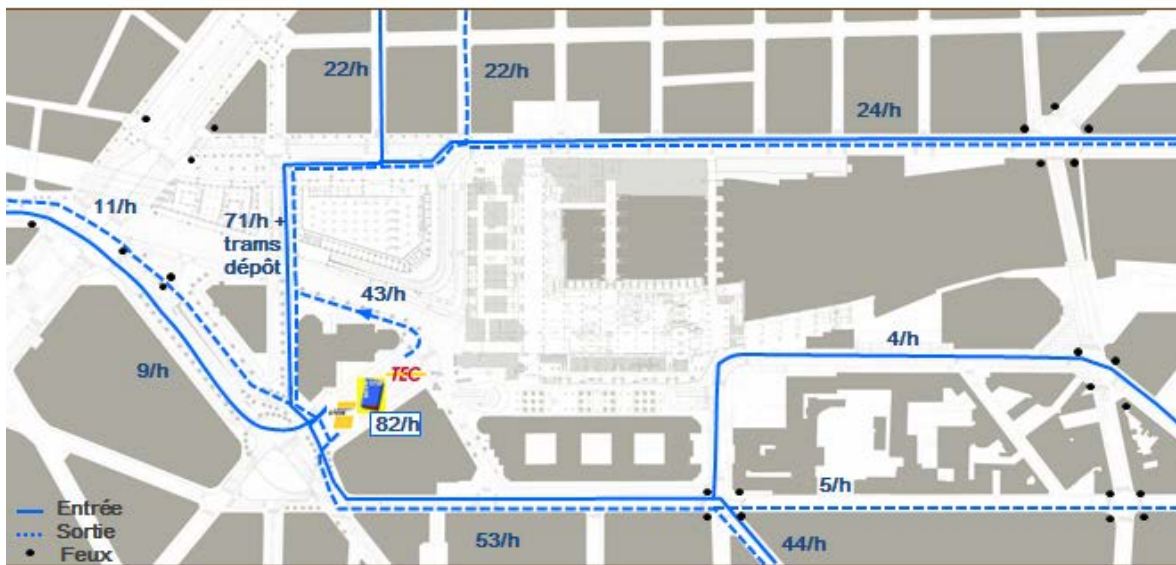 22/h
22/h
24/h
11/h
71/h +
trams
dépôt
43/h
4/h
9/h
TEC
82/h
5/h
53/h
44/h
Entrée
Sortie
Feux